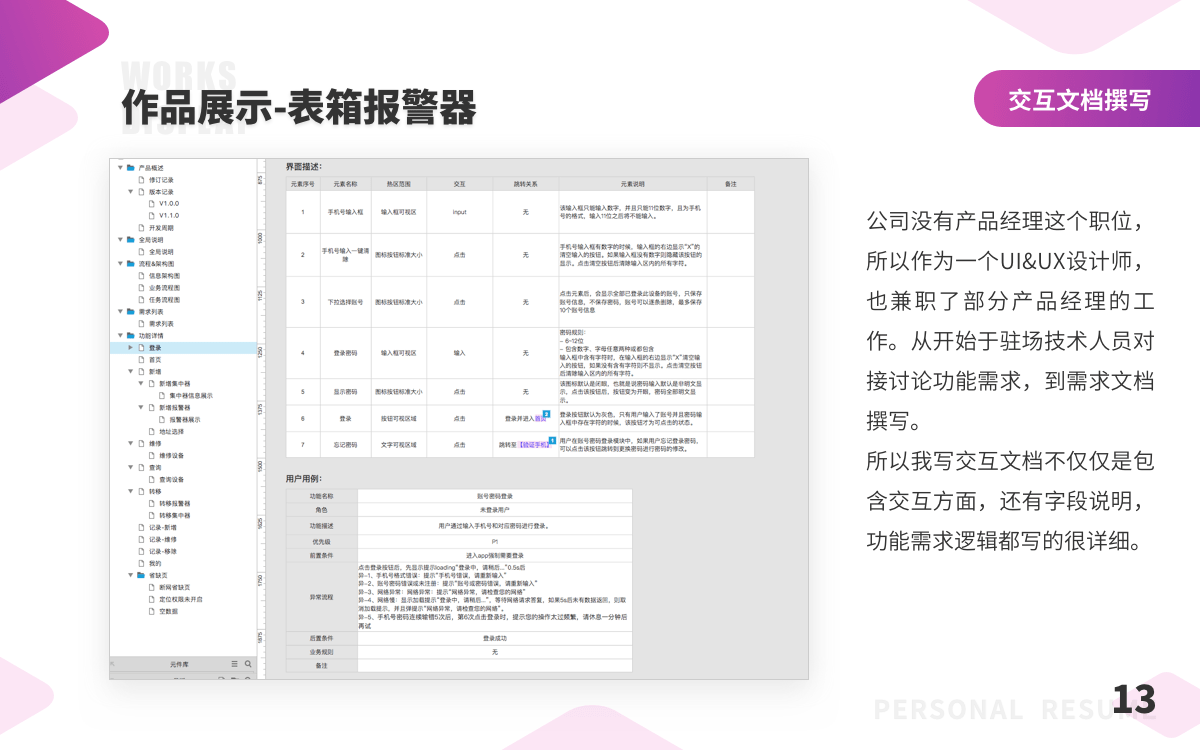 WORKS
DISPLAY
作品展示-表箱报警器
交互文档撰写
产品概述
修订记录
版本记录
V1.0.0
V1.1.0
开发周期
全局说明
全局说明
流程&架构图
信息架构图
业务流程图
任务流程图
需求列表
需求列表
功能详情
登录
首页
新增
新增集中器
集中器信息展示
新增报警器
报警器展示
地址选择
维修
维修设备
查询
查询设备
转移
转移报警器
转移集中器
记录-新增
记录-维修
记录-移除
我的
省缺页
断网省缺页
定位权限未开启
空数据
元件库
875
1000
1125
1250
1375
1500
1625
1750
1875
界面描述：
元素序号 元素名称 热区范围 交互 跳转关系 元素说明 备注
1 手机号输入框 输入框可视区 input 无 该输入框只能输入数字，并且只能11位数字，且为手机
号的格式，输入11位之后将不能输入。
2 手机号输入一键清
除 图标按钮标准大小 点击 无 手机号输入框有数字的时候，输入框的右边显示"X"的
清空输入的按钮。如果输入框没有数字则隐藏该按钮的
显示。点击清空按钮后清除输入区内的所有字符。
3 下拉选择账号 图标按钮标准大小 点击 无 点击元素后，会显示全部已登录此设备的账号，只保存
账号信息，不保存密码，账号可以逐条删除，最多保存
10个账号信息
4 登录密码 输入框可视区 输入 无 密码规则：
- 6-12位
- 包含数字、字母任意两种或都包含
输入框中含有字符时，在输入框的右边显示"X"清空输
入的按钮，如果没有含有字符则不显示。点击清空按钮
后清除输入区内的所有字符。
5 显示密码 图标按钮标准大小 点击 无 该图标默认是闭眼，也就是说密码输入默认是非明文显
示，点击该按钮后，按钮变为开眼，密码全部明文显
示。
6 登录 按钮可视区域 点击 登录并进入首页 2 登录按钮默认为灰色，只有用户输入了账号并且密码输
入框中存在字符的时候，该按钮才为可点击的状态。
7 忘记密码 文字可视区域 点击 跳转至【验证手机】 1 用户在账号密码登录模块中，如果用户忘记登录密码，
可以点击该按钮跳转到更换密码进行密码的修改。
用户用例：
功能名称 账号密码登录
角色 未登录用户
功能描述 用户通过输入手机号和对应密码进行登录。
优先级 P1
前置条件 进入app强制需要登录
异常流程 点击登录按钮后，先显示提示loading"登录中，请稍后..."0.5s后
异-1、手机号格式错误：提示"手机号错误，请重新输入"
异-2、账号密码错误或未注册：提示"账号或密码错误，请重新输入"
异-3、网络异常：网络异常：提示"网络异常，请检查您的网络"
异-4、网络慢：显示加载提示"登录中，请稍后..."，等待网络请求答复，如果5s后未有数据返回，则取
消加载提示，并且弹提示"网络异常，请检查您的网络"。
异-5、手机号密码连续输错5次后，第6次点击登录时，提示您的操作太过频繁，请休息一分钟后
再试
后置条件 登录成功
业务规则 无
备注
公司没有产品经理这个职位，
所以作为一个UI&UX设计师，
也兼职了部分产品经理的工
作。从开始于驻场技术人员对
接讨论功能需求，到需求文档
撰写。
所以我写交互文档不仅仅是包
含交互方面，还有字段说明，
功能需求逻辑都写的很详细。
PERSONAL RESUME
13